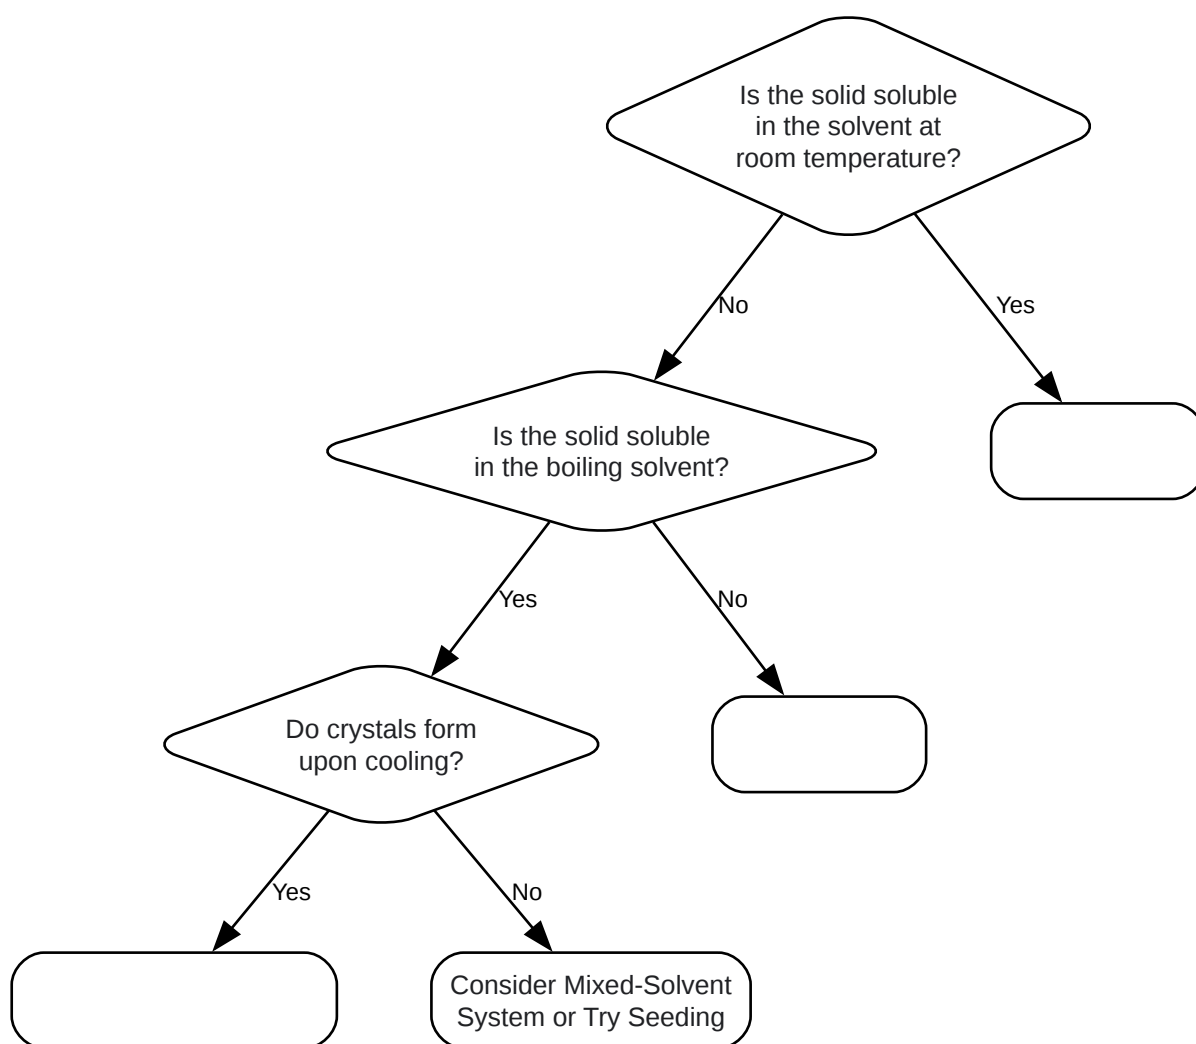 Is the solid soluble
in the solvent at
room temperature?
No
Yes
Is the solid soluble
in the boiling solvent?
Yes
No
Do crystals form
upon cooling?
Yes
No
Consider Mixed-Solvent
System or Try Seeding